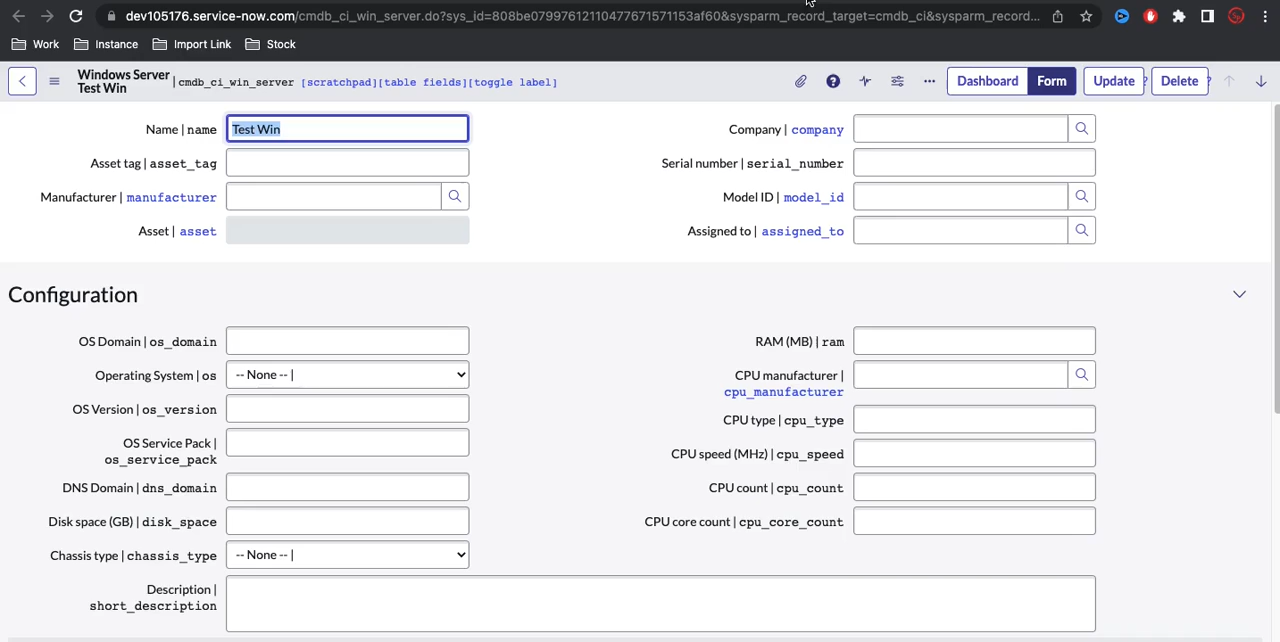 dev105176.service-now.com/cmdb_ci_win_server.do?sys_id=808be07997612110477671571153af60&sysparm_record_target=cmdb_ci&sysparm_record...
Work Instance Import Link Stock
Windows Server
Test Win | cmdb_ci_win_server [scratchpad][table fields][toggle label]
Dashboard Form Update Delete
Name | name Test Win Company | company
Asset tag | asset_tag Serial number | serial_number
Manufacturer | manufacturer Model ID | model_id
Asset | asset Assigned to | assigned_to
Configuration
OS Domain | os_domain RAM (MB) | ram
Operating System | os -- None -- | CPU manufacturer |
cpu_manufacturer
OS Version | os_version CPU type | cpu_type
OS Service Pack |
os_service_pack CPU speed (MHz) | cpu_speed
DNS Domain | dns_domain CPU count | cpu_count
Disk space (GB) | disk_space CPU core count | cpu_core_count
Chassis type | chassis_type -- None -- |
Description |
short_description